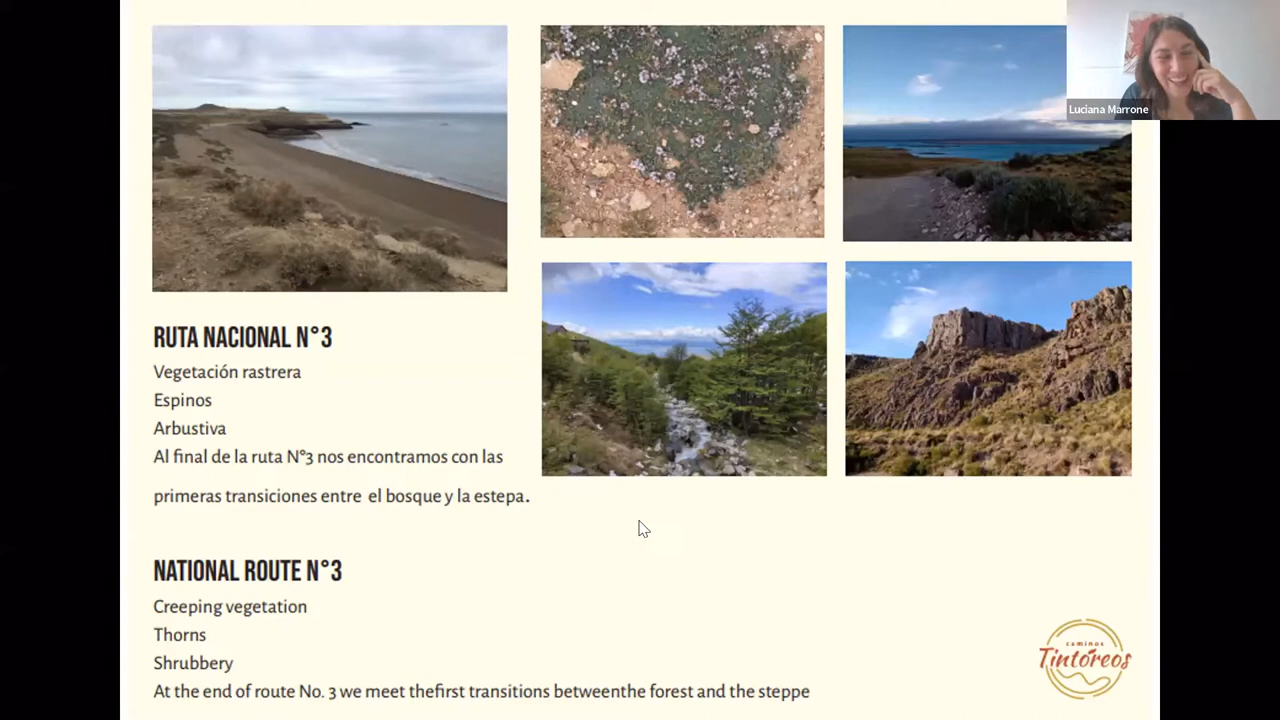 Luciana Marrone
RUTA NACIONAL N°3
Vegetación rastrera
Espinos
Arbustiva
Al final de la ruta N°3 nos encontramos con las
primeras transiciones entre el bosque y la estepa.
NATIONAL ROUTE N°3
Creeping vegetation
Thorns
Shrubbery
At the end of route No. 3 we meet thefirst transitions betweenthe forest and the steppe
caminos
Tintóreos